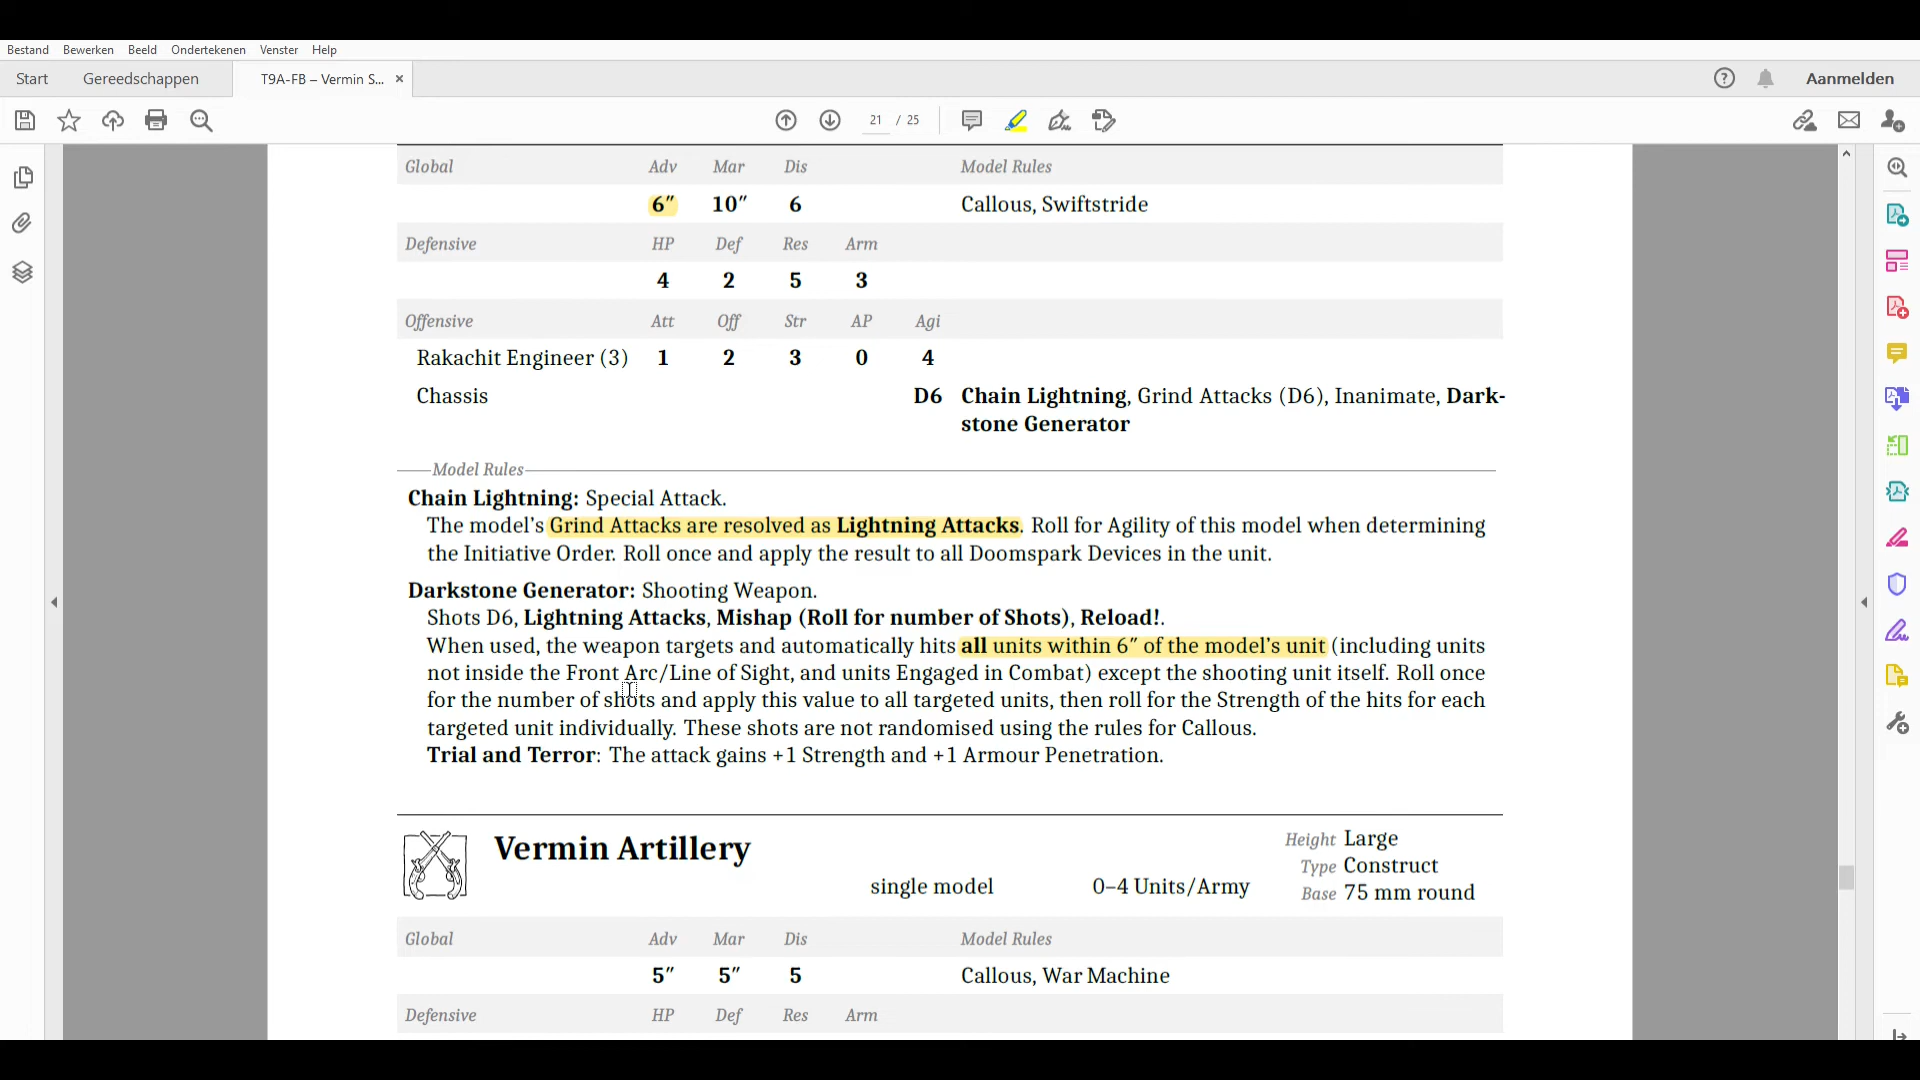 Bestand Bewerken Beeld Ondertekenen Venster Help
Start Gereedschappen T9A-FB – Vermin S... × Aanmelden
21 / 25
Global Adv Mar Dis Model Rules
6″ 10″ 6 Callous, Swiftstride
Defensive HP Def Res Arm
4 2 5 3
Offensive Att Off Str AP Agi
Rakachit Engineer (3) 1 2 3 0 4
Chassis D6 Chain Lightning, Grind Attacks (D6), Inanimate, Dark-
stone Generator
Model Rules
Chain Lightning: Special Attack.
The model’s Grind Attacks are resolved as Lightning Attacks. Roll for Agility of this model when determining
the Initiative Order. Roll once and apply the result to all Doomspark Devices in the unit.
Darkstone Generator: Shooting Weapon.
Shots D6, Lightning Attacks, Mishap (Roll for number of Shots), Reload!.
When used, the weapon targets and automatically hits all units within 6″ of the model’s unit (including units
not inside the Front Arc/Line of Sight, and units Engaged in Combat) except the shooting unit itself. Roll once
for the number of shots and apply this value to all targeted units, then roll for the Strength of the hits for each
targeted unit individually. These shots are not randomised using the rules for Callous.
Trial and Terror: The attack gains +1 Strength and +1 Armour Penetration.
Vermin Artillery
single model 0–4 Units/Army
Height Large
Type Construct
Base 75 mm round
Global Adv Mar Dis Model Rules
5″ 5″ 5 Callous, War Machine
Defensive HP Def Res Arm